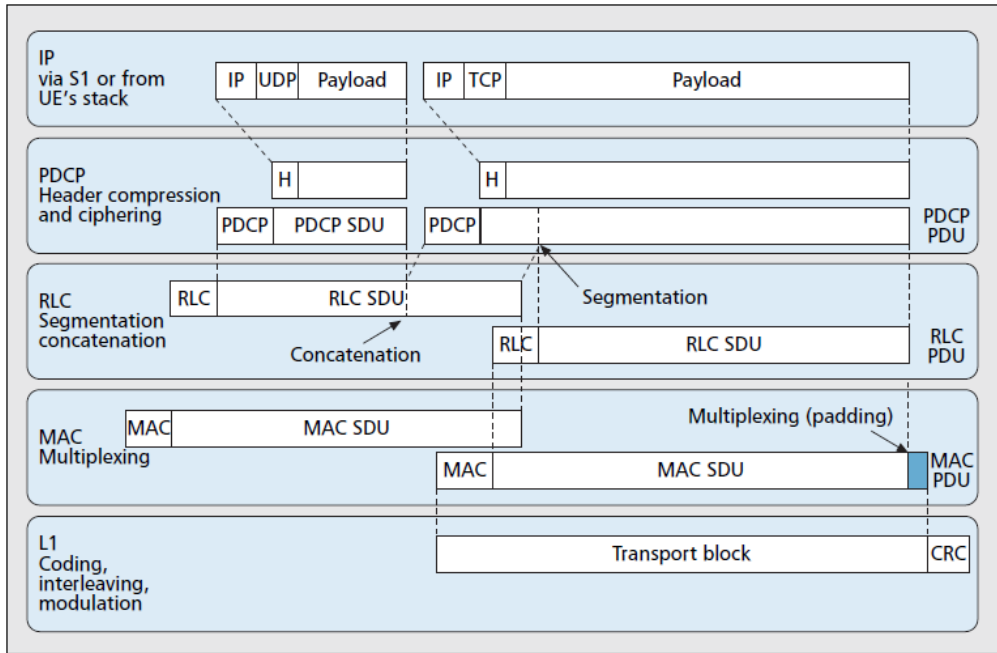 IP
via S1 or from
UE's stack
IP UDP Payload IP TCP Payload
PDCP
Header compression
and ciphering
H H
PDCP PDCP SDU PDCP
PDCP
PDU
RLC
Segmentation
concatenation
RLC RLC SDU
Segmentation
Concatenation
RLC RLC SDU
RLC
PDU
MAC
Multiplexing
MAC MAC SDU
Multiplexing (padding)
MAC MAC SDU
MAC
PDU
L1
Coding,
interleaving,
modulation
Transport block CRC